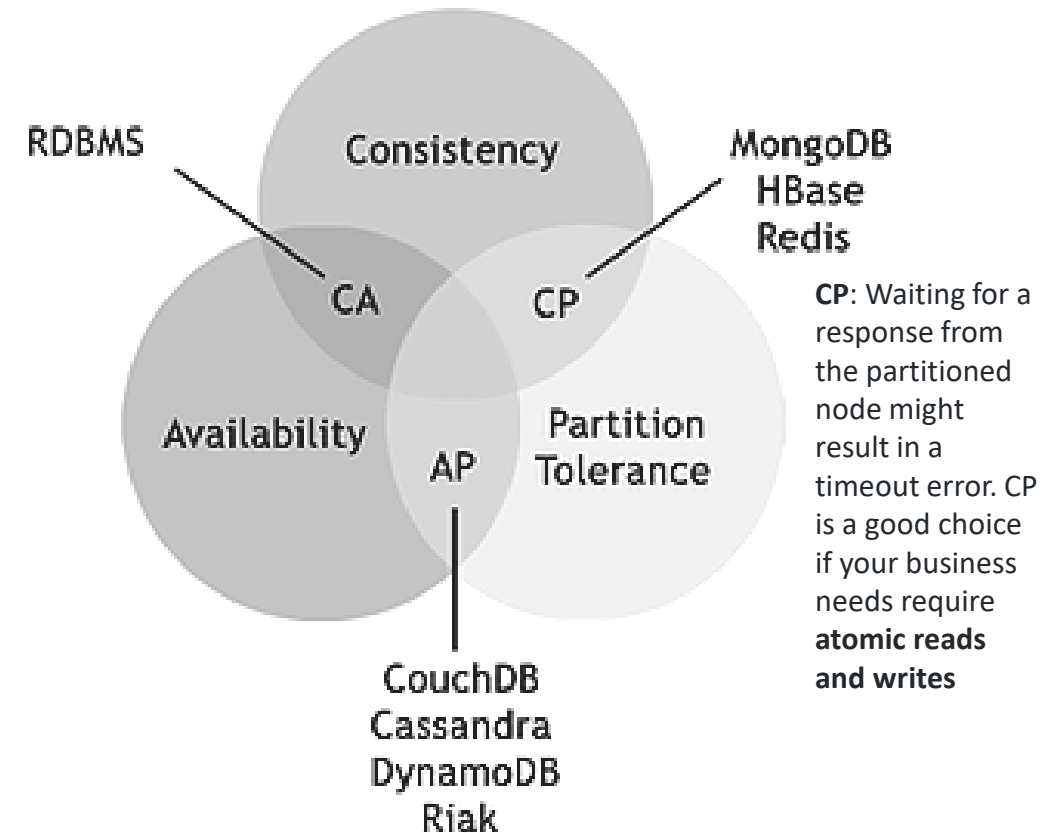 RDBMS
Consistency
MongoDB
HBase
Redis
CA
CP
Availability
AP
Partition
Tolerance
CouchDB
Cassandra
DynamoDB
Riak
CP: Waiting for a
response from
the partitioned
node might
result in a
timeout error. CP
is a good choice
if your business
needs require
atomic reads
and writes